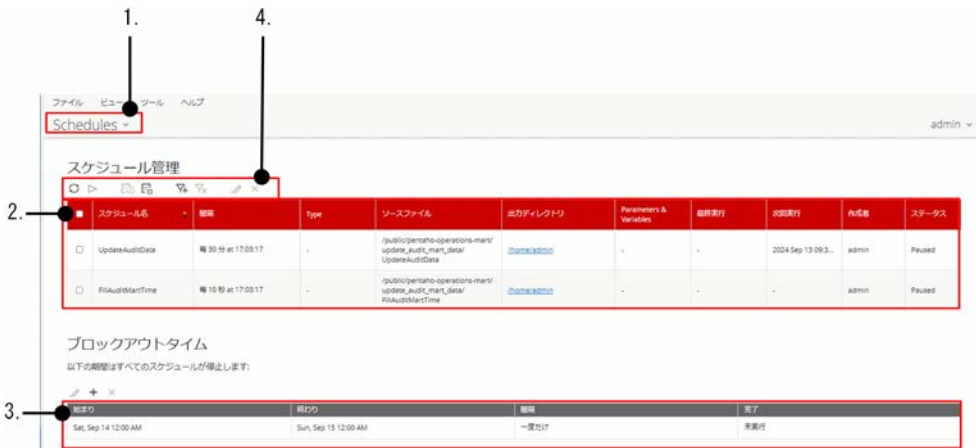 1.
4.
ファイル ビュー ツール ヘルプ
Schedules
admin
スケジュール管理
2.
スケジュール名 間隔 Type ソースファイル 出力ディレクトリ Parameters & Variables 最終実行 次回実行 作成者 ステータス
UpdateAuditData 毎 30 分 at 17:03:17 - /public/pentaho-operations-mart/
update_audit_mart_data/
UpdateAuditData
/home/admin - - 2024 Sep 13 09:3... admin Paused
FillAuditMartTime 毎 10 秒 at 17:03:17 - /public/pentaho-operations-mart/
update_audit_mart_data/
FillAuditMartTime
/home/admin - - - admin Paused
ブロックアウトタイム
以下の期間はすべてのスケジュールが停止します:
3.
始まり 終わり 間隔 完了
Sat, Sep 14 12:00 AM Sun, Sep 15 12:00 AM 一度だけ 未実行